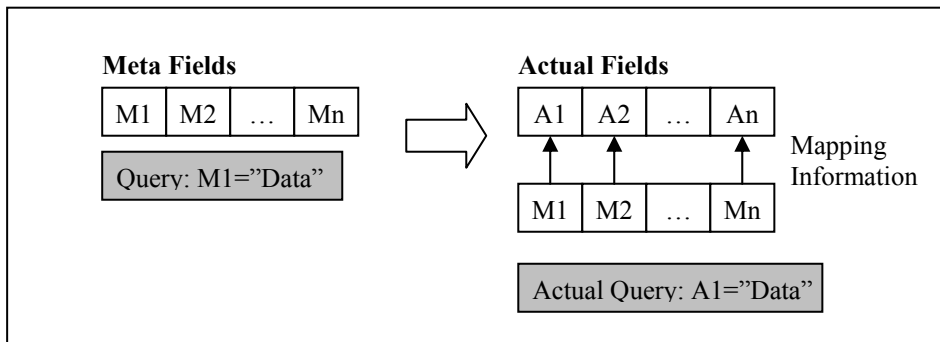 Meta Fields
M1 M2 … Mn
Query: M1=”Data”
Actual Fields
A1 A2 … An
Mapping
Information
M1 M2 … Mn
Actual Query: A1=”Data”